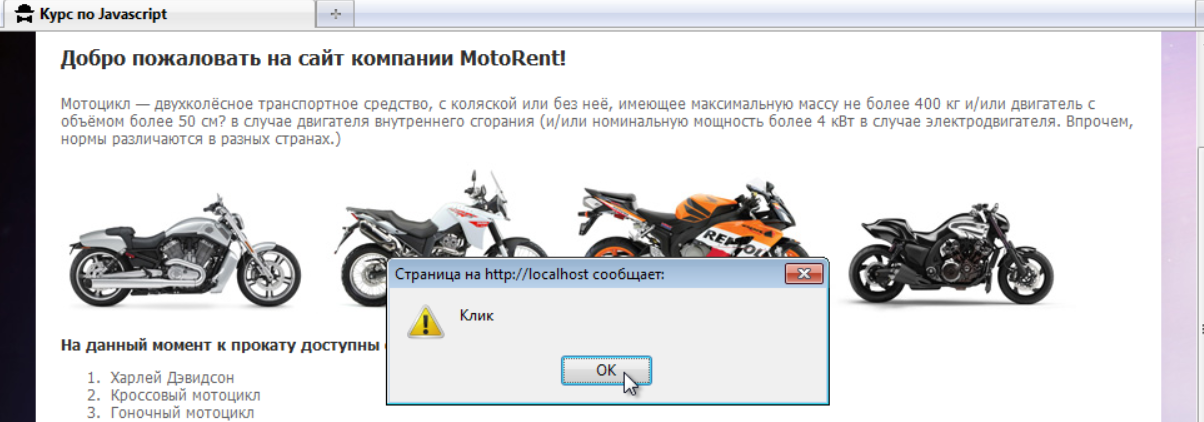 Курс по Javascript
Добро пожаловать на сайт компании MotoRent!
Мотоцикл — двухколёсное транспортное средство, с коляской или без неё, имеющее максимальную массу не более 400 кг и/или двигатель с
объёмом более 50 см? в случае двигателя внутреннего сгорания (и/или номинальную мощность более 4 кВт в случае электродвигателя. Впрочем,
нормы различаются в разных странах.)
Страница на http://localhost сообщает:
Клик
OK
На данный момент к прокату доступны
1. Харлей Дэвидсон
2. Кроссовый мотоцикл
3. Гоночный мотоцикл